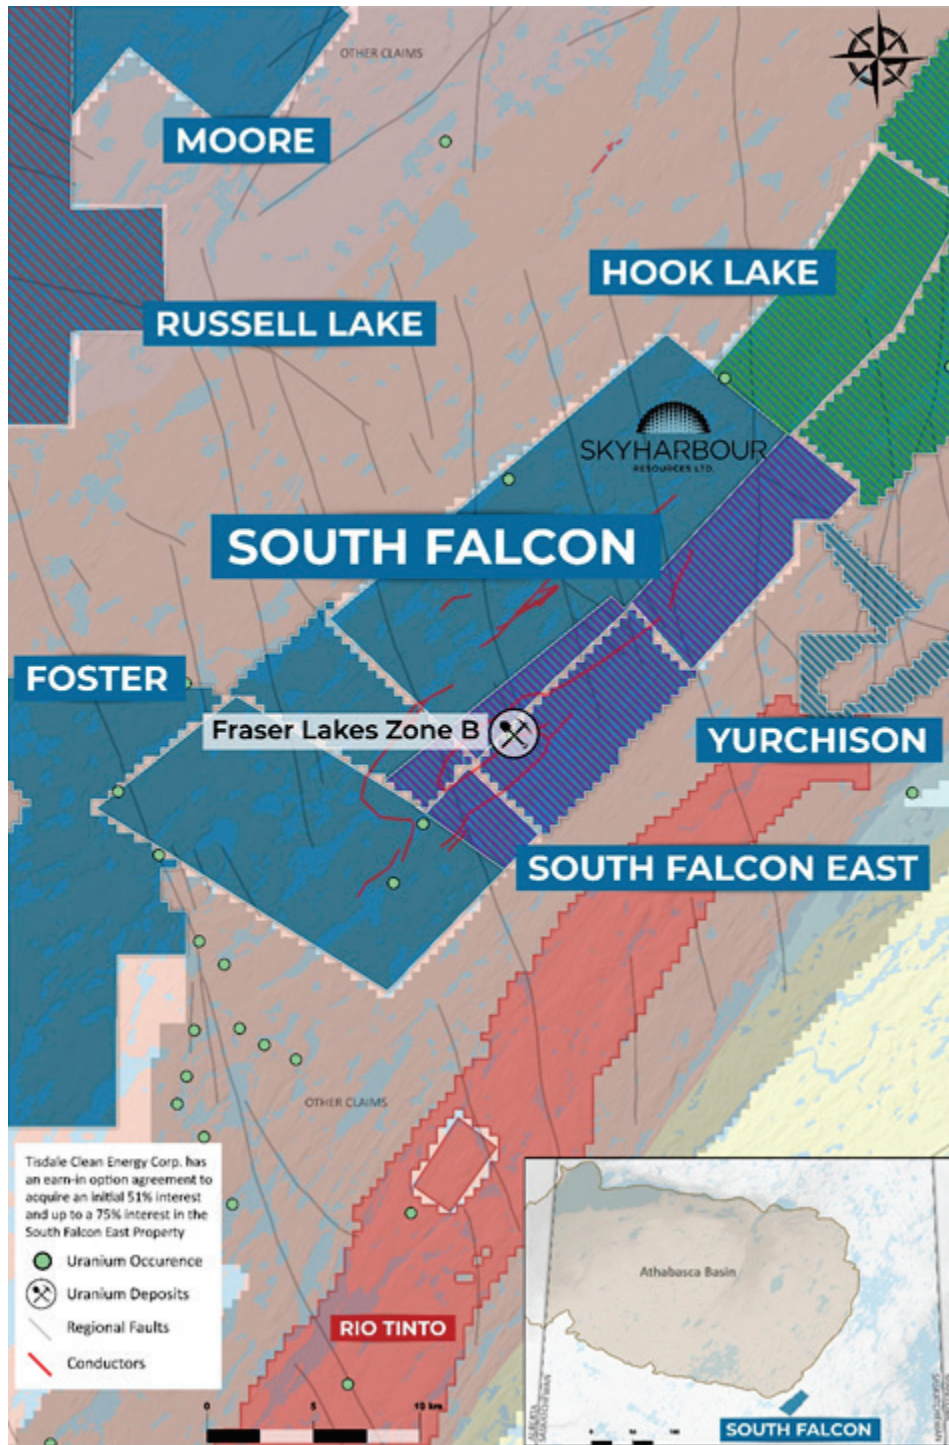 OTHER CLAIMS
MOORE
HOOK LAKE
RUSSELL LAKE
SKYHARBOUR
RESOURCES LTD.
SOUTH FALCON
FOSTER
Fraser Lakes Zone B
YURCHISON
SOUTH FALCON EAST
OTHER CLAIMS
Tisdale Clean Energy Corp. has
an earn-in option agreement to
acquire an initial 51% interest
and up to a 75% interest in the
South Falcon East Property
Uranium Occurence
Uranium Deposits
Regional Faults
Conductors
RIO TINTO
0 5 10 km
Athabasca Basin
SOUTH FALCON